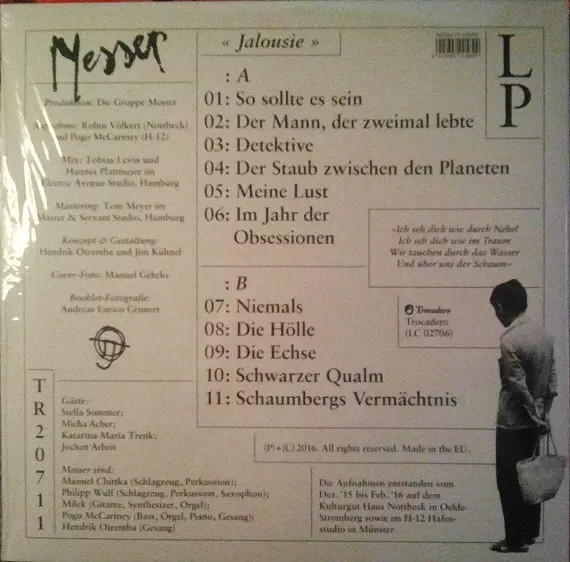 Messer
« Jalousie »
LP
Produktion: Die Gruppe Messer
Aufnahme: Robin Völkert (Nottbeck)
und Pogo McCartney (H-12)
Mix: Tobias Levin und
Hannes Plattmeier im
Electric Avenue Studio, Hamburg
Mastering: Tom Meyer im
Master & Servant Studio, Hamburg
Konzept & Gestaltung:
Hendrik Otremba und Jim Kühnel
Cover-Foto: Manuel Gehrke
Booklet-Fotografie:
Andreas Enrico Grunert
: A
01: So sollte es sein
02: Der Mann, der zweimal lebte
03: Detektive
04: Der Staub zwischen den Planeten
05: Meine Lust
06: Im Jahr der
Obsessionen
: B
07: Niemals
08: Die Hölle
09: Die Echse
10: Schwarzer Qualm
11: Schaumbergs Vermächtnis
«Ich seh dich wie durch Nebel
Ich seh dich wie im Traum
Wir tauchen durch das Wasser
Und über uns der Schaum»
Trocadero
Trocadero
(LC 02706)
TR20711
Gäste:
Stella Sommer;
Micha Acher;
Katarina Maria Trenk;
Jochen Arbeit
Messer sind:
Manuel Chittka (Schlagzeug, Perkussion);
Philipp Wulf (Schlagzeug, Perkussion, Saxophon);
Milek (Gitarre, Synthesizer, Orgel);
Pogo McCartney (Bass, Orgel, Piano, Gesang);
Hendrik Otremba (Gesang)
(P)+(C) 2016. All rights reserved. Made in the EU.
Die Aufnahmen entstanden vom
Dez. '15 bis Feb. '16 auf dem
Kulturgut Haus Nottbeck in Oelde-
Stromberg sowie im H-12 Hafen-
studio in Münster.